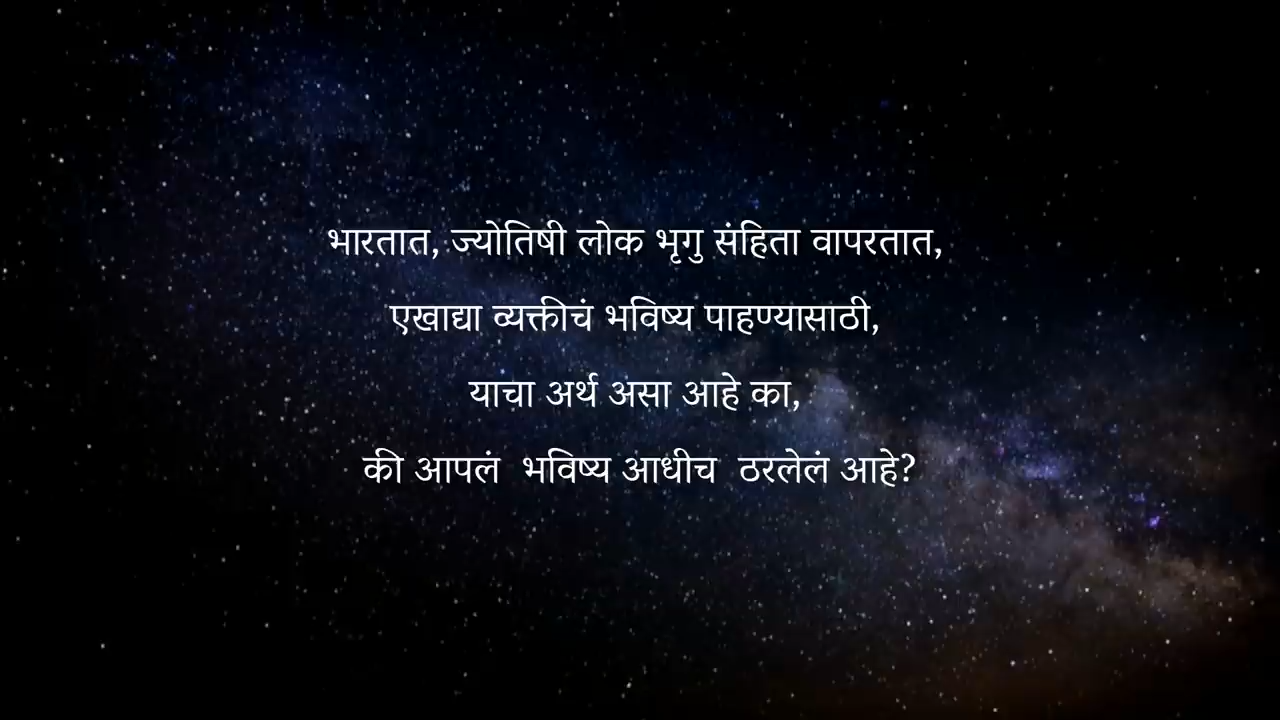 भारतात, ज्योतिषी लोक भृगु संहिता वापरतात,
एखाद्या व्यक्तीचं भविष्य पाहण्यासाठी,
याचा अर्थ असा आहे का,
की आपलं  भविष्य आधीच  ठरलेलं आहे?